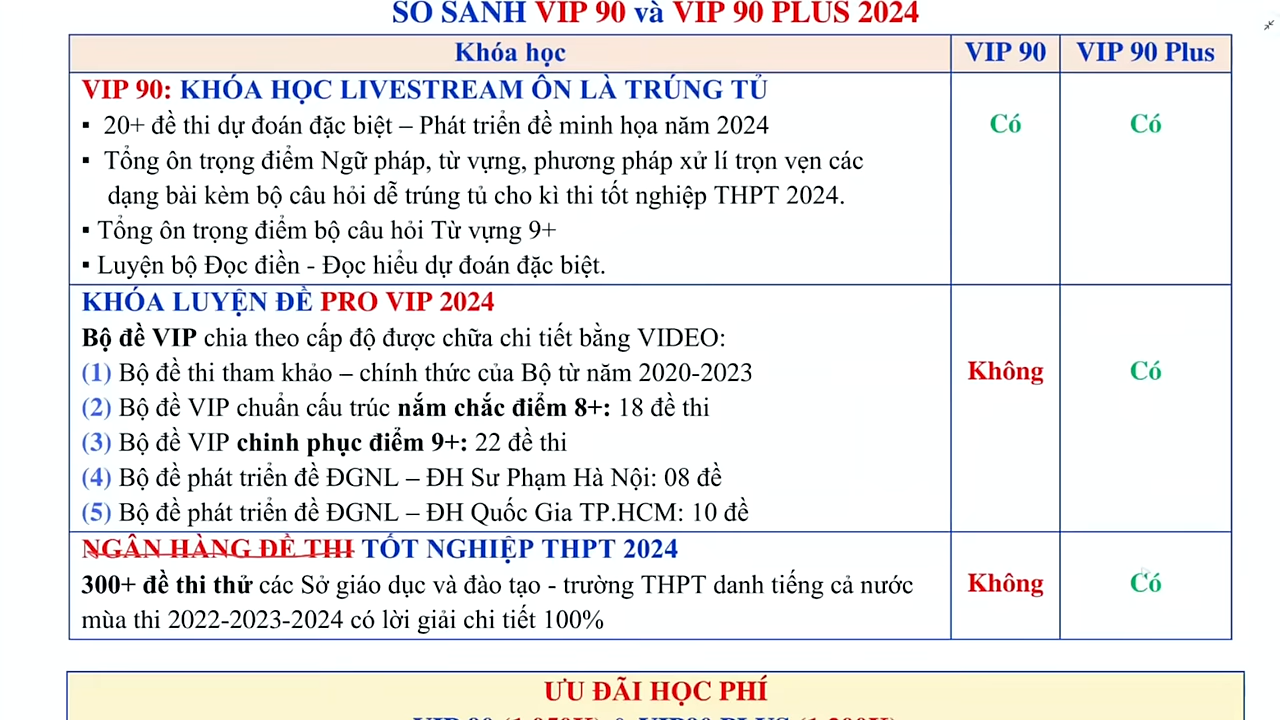 SO SÁNH VIP 90 và VIP 90 PLUS 2024
Khóa học VIP 90 VIP 90 Plus
VIP 90: KHÓA HỌC LIVESTREAM ÔN LÀ TRÚNG TỦ
▪ 20+ đề thi dự đoán đặc biệt – Phát triển đề minh họa năm 2024 Có Có
▪ Tổng ôn trọng điểm Ngữ pháp, từ vựng, phương pháp xử lí trọn vẹn các
dạng bài kèm bộ câu hỏi dễ trúng tủ cho kì thi tốt nghiệp THPT 2024.
▪ Tổng ôn trọng điểm bộ câu hỏi Từ vựng 9+
▪ Luyện bộ Đọc điền - Đọc hiểu dự đoán đặc biệt.
KHÓA LUYỆN ĐỀ PRO VIP 2024
Bộ đề VIP chia theo cấp độ được chữa chi tiết bằng VIDEO:
(1) Bộ đề thi tham khảo – chính thức của Bộ từ năm 2020-2023 Không Có
(2) Bộ đề VIP chuẩn cấu trúc nắm chắc điểm 8+: 18 đề thi
(3) Bộ đề VIP chinh phục điểm 9+: 22 đề thi
(4) Bộ đề phát triển đề ĐGNL – ĐH Sư Phạm Hà Nội: 08 đề
(5) Bộ đề phát triển đề ĐGNL – ĐH Quốc Gia TP.HCM: 10 đề
NGÂN HÀNG ĐỀ THI TỐT NGHIỆP THPT 2024
300+ đề thi thử các Sở giáo dục và đào tạo - trường THPT danh tiếng cả nước Không Có
mùa thi 2022-2023-2024 có lời giải chi tiết 100%
ƯU ĐÃI HỌC PHÍ